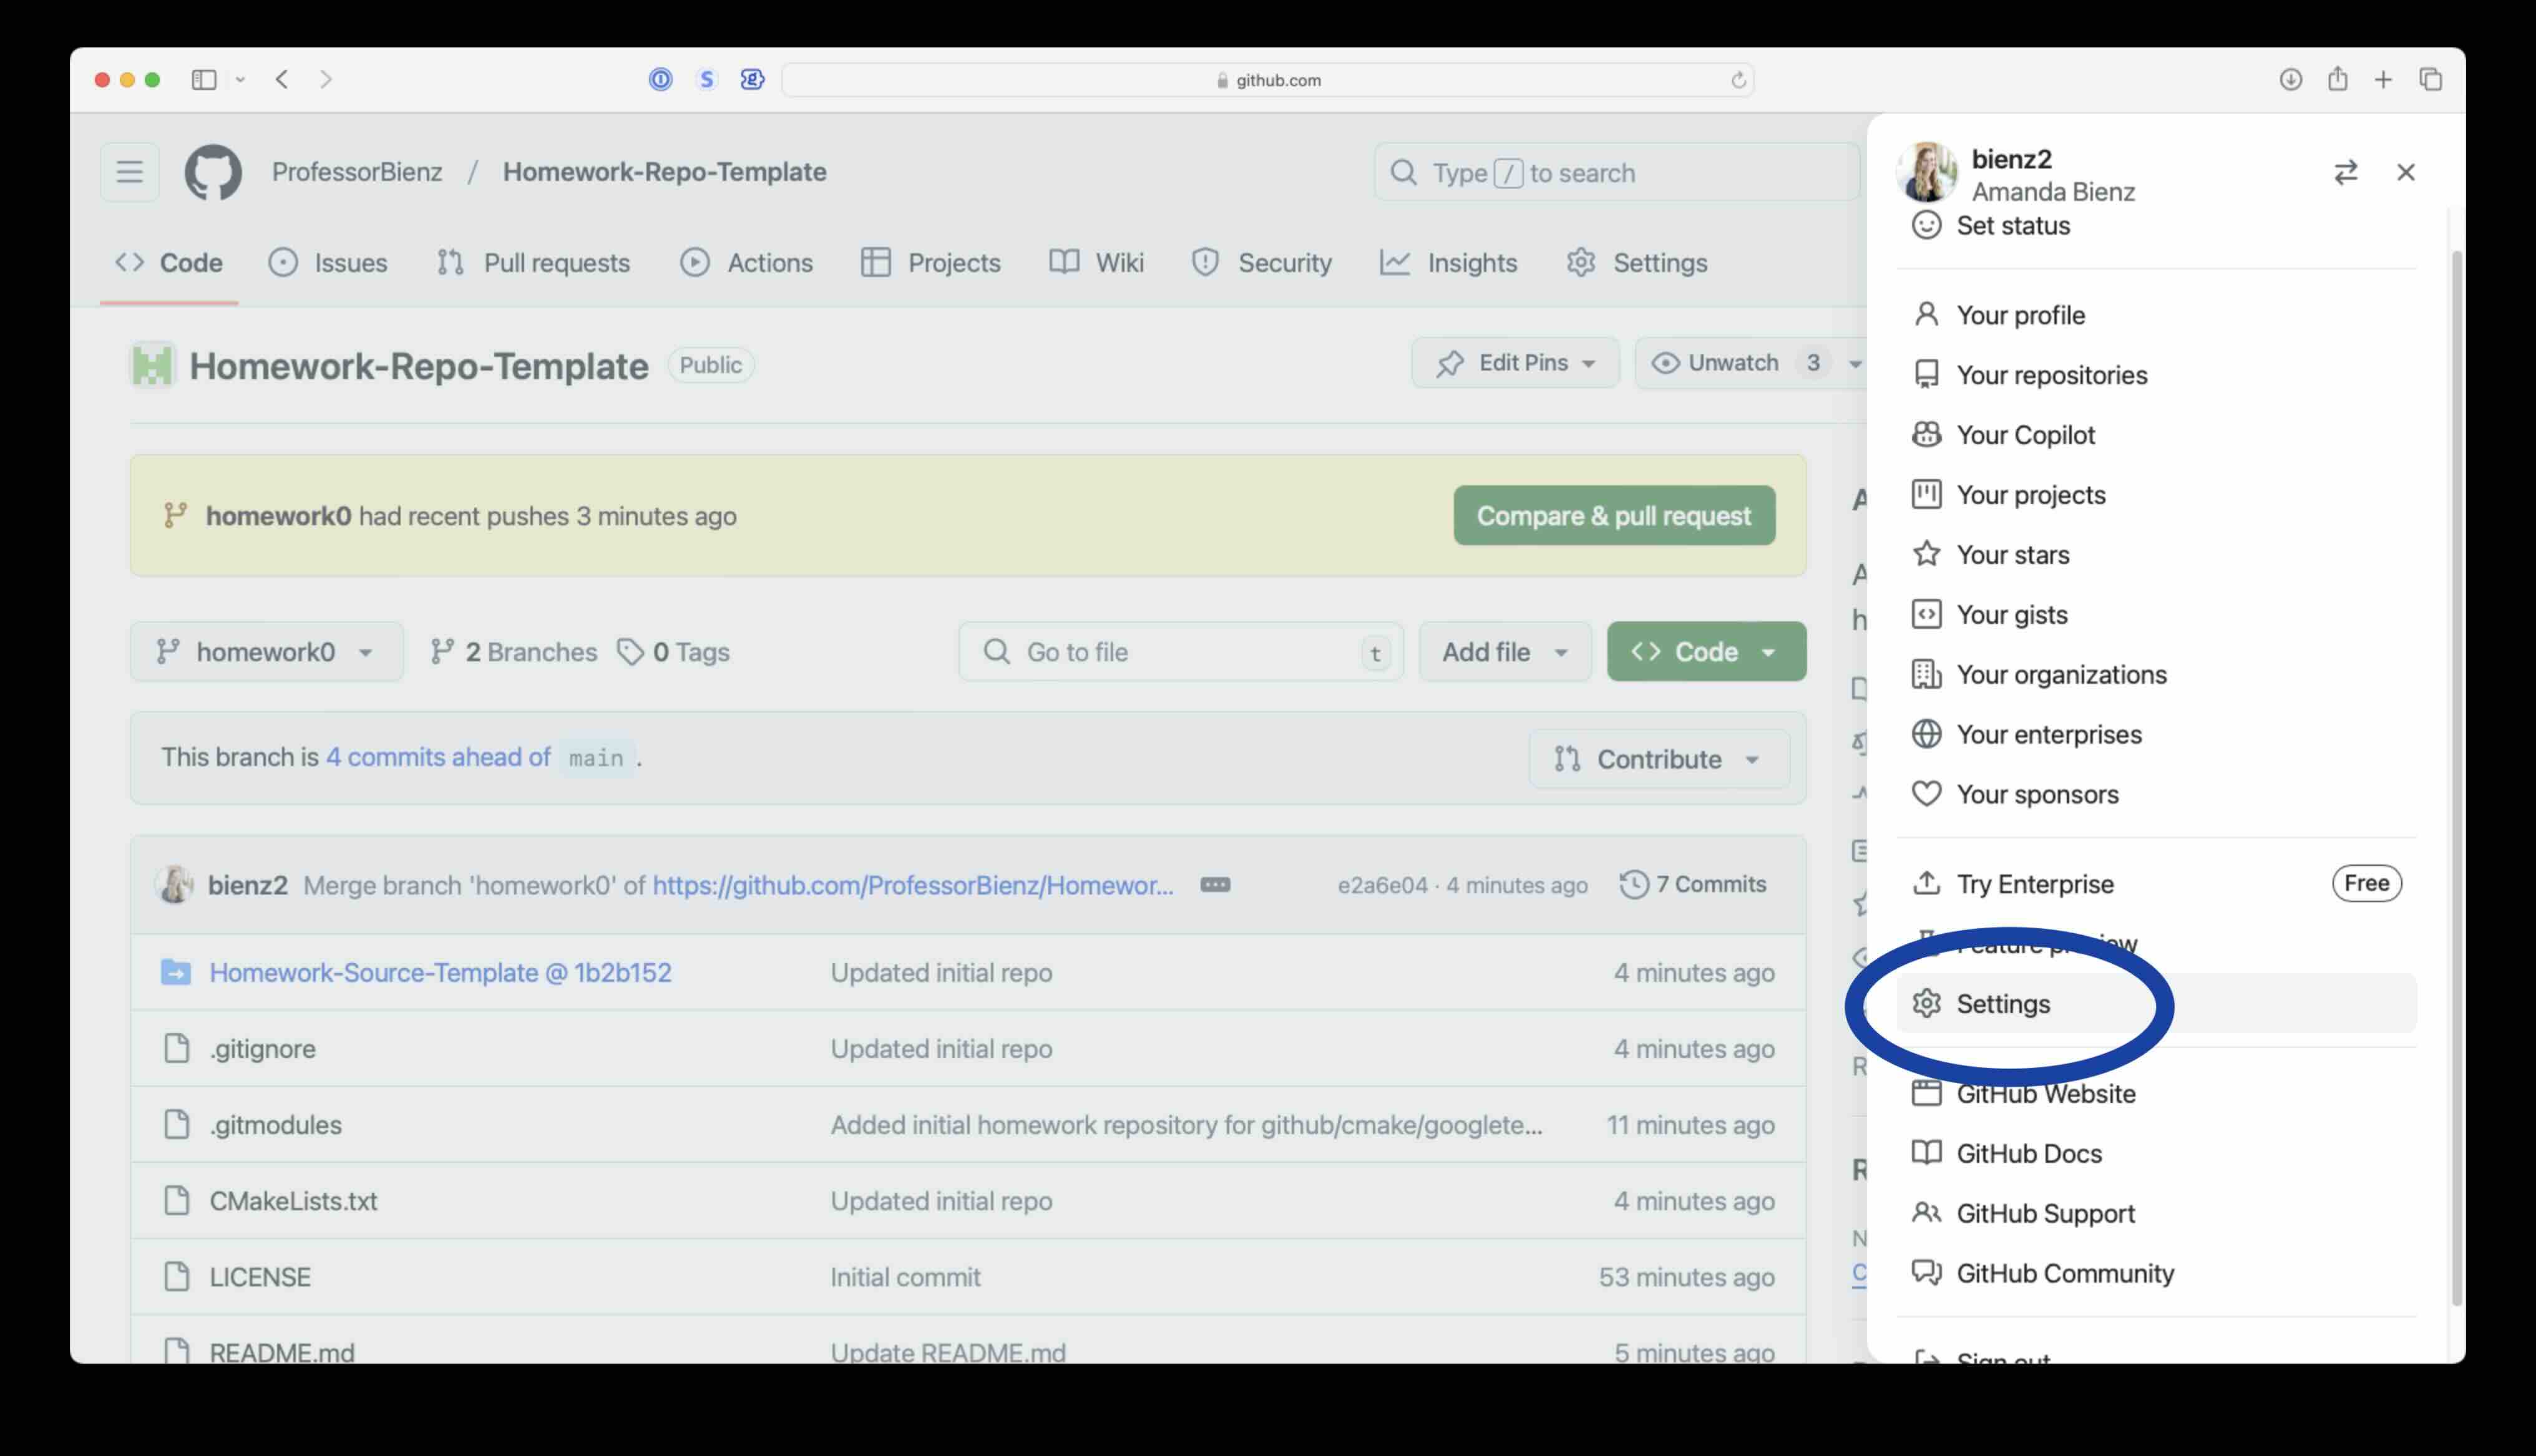 github.com
ProfessorBienz / Homework-Repo-Template
Type / to search
Code Issues Pull requests Actions Projects Wiki Security Insights Settings
Homework-Repo-Template Public
Edit Pins Unwatch 3
homework0 had recent pushes 3 minutes ago
Compare & pull request
homework0 2 Branches 0 Tags
Go to file t
Add file
Code
This branch is 4 commits ahead of main .
Contribute
bienz2 Merge branch 'homework0' of https://github.com/ProfessorBienz/Homewor... e2a6e04 · 4 minutes ago 7 Commits
Homework-Source-Template @ 1b2b152 Updated initial repo 4 minutes ago
.gitignore Updated initial repo 4 minutes ago
.gitmodules Added initial homework repository for github/cmake/googlete... 11 minutes ago
CMakeLists.txt Updated initial repo 4 minutes ago
LICENSE Initial commit 53 minutes ago
README.md Update README.md 5 minutes ago
bienz2
Amanda Bienz
Set status
Your profile
Your repositories
Your Copilot
Your projects
Your stars
Your gists
Your organizations
Your enterprises
Your sponsors
Try Enterprise Free
Feature preview
Settings
GitHub Website
GitHub Docs
GitHub Support
GitHub Community
Sign out